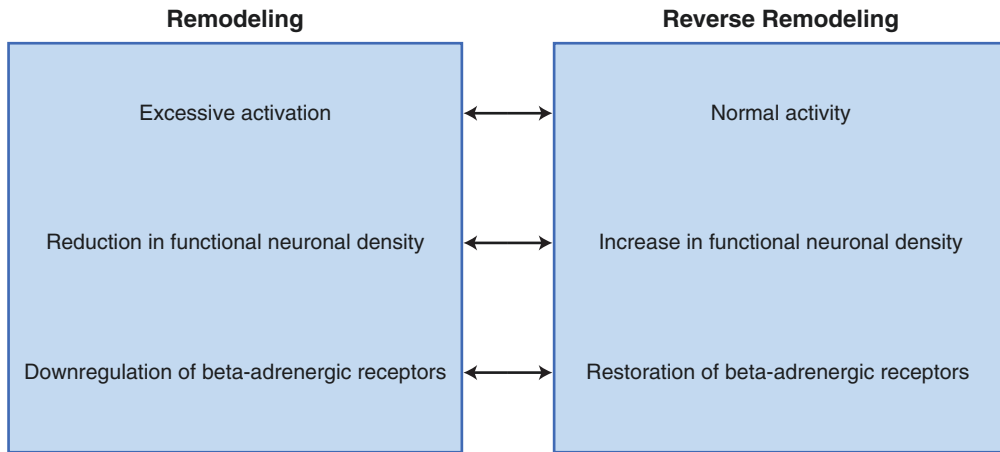 Remodeling
Reverse Remodeling
Excessive activation
Normal activity
Reduction in functional neuronal density
Increase in functional neuronal density
Downregulation of beta-adrenergic receptors
Restoration of beta-adrenergic receptors